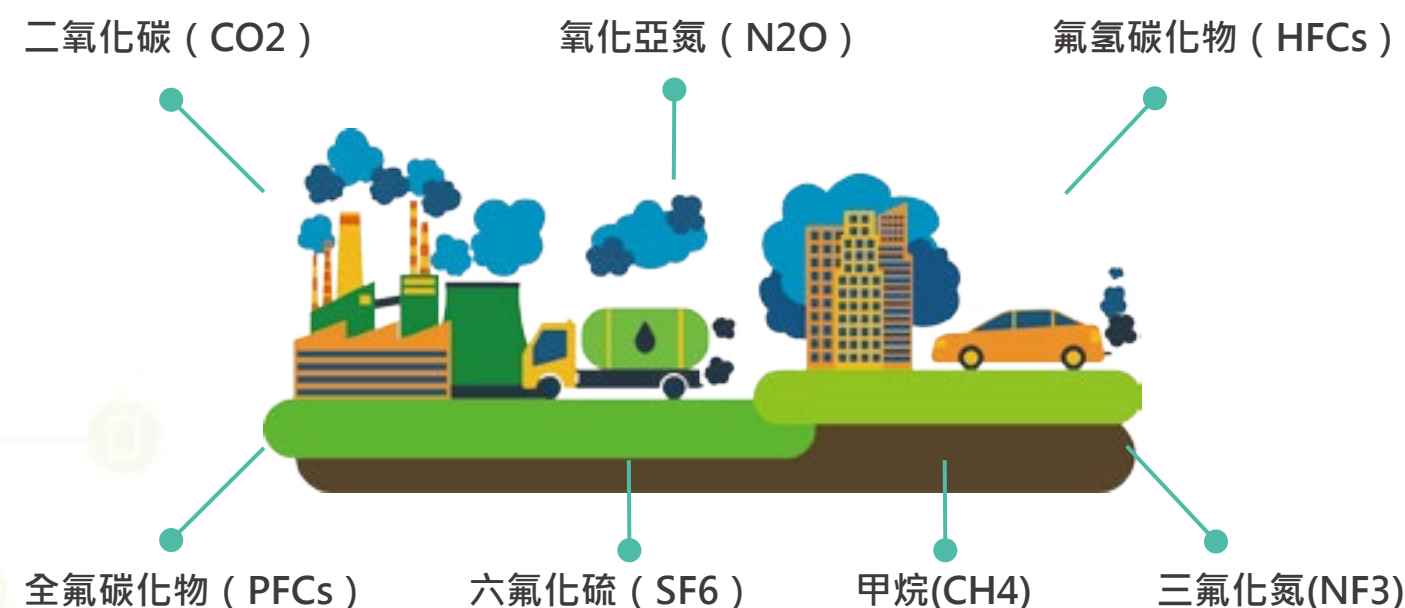 二氧化碳（CO2）
氧化亞氮（N2O）
氟氫碳化物（HFCs）
全氟碳化物（PFCs）
六氟化硫（SF6）
甲烷(CH4)
三氟化氮(NF3)